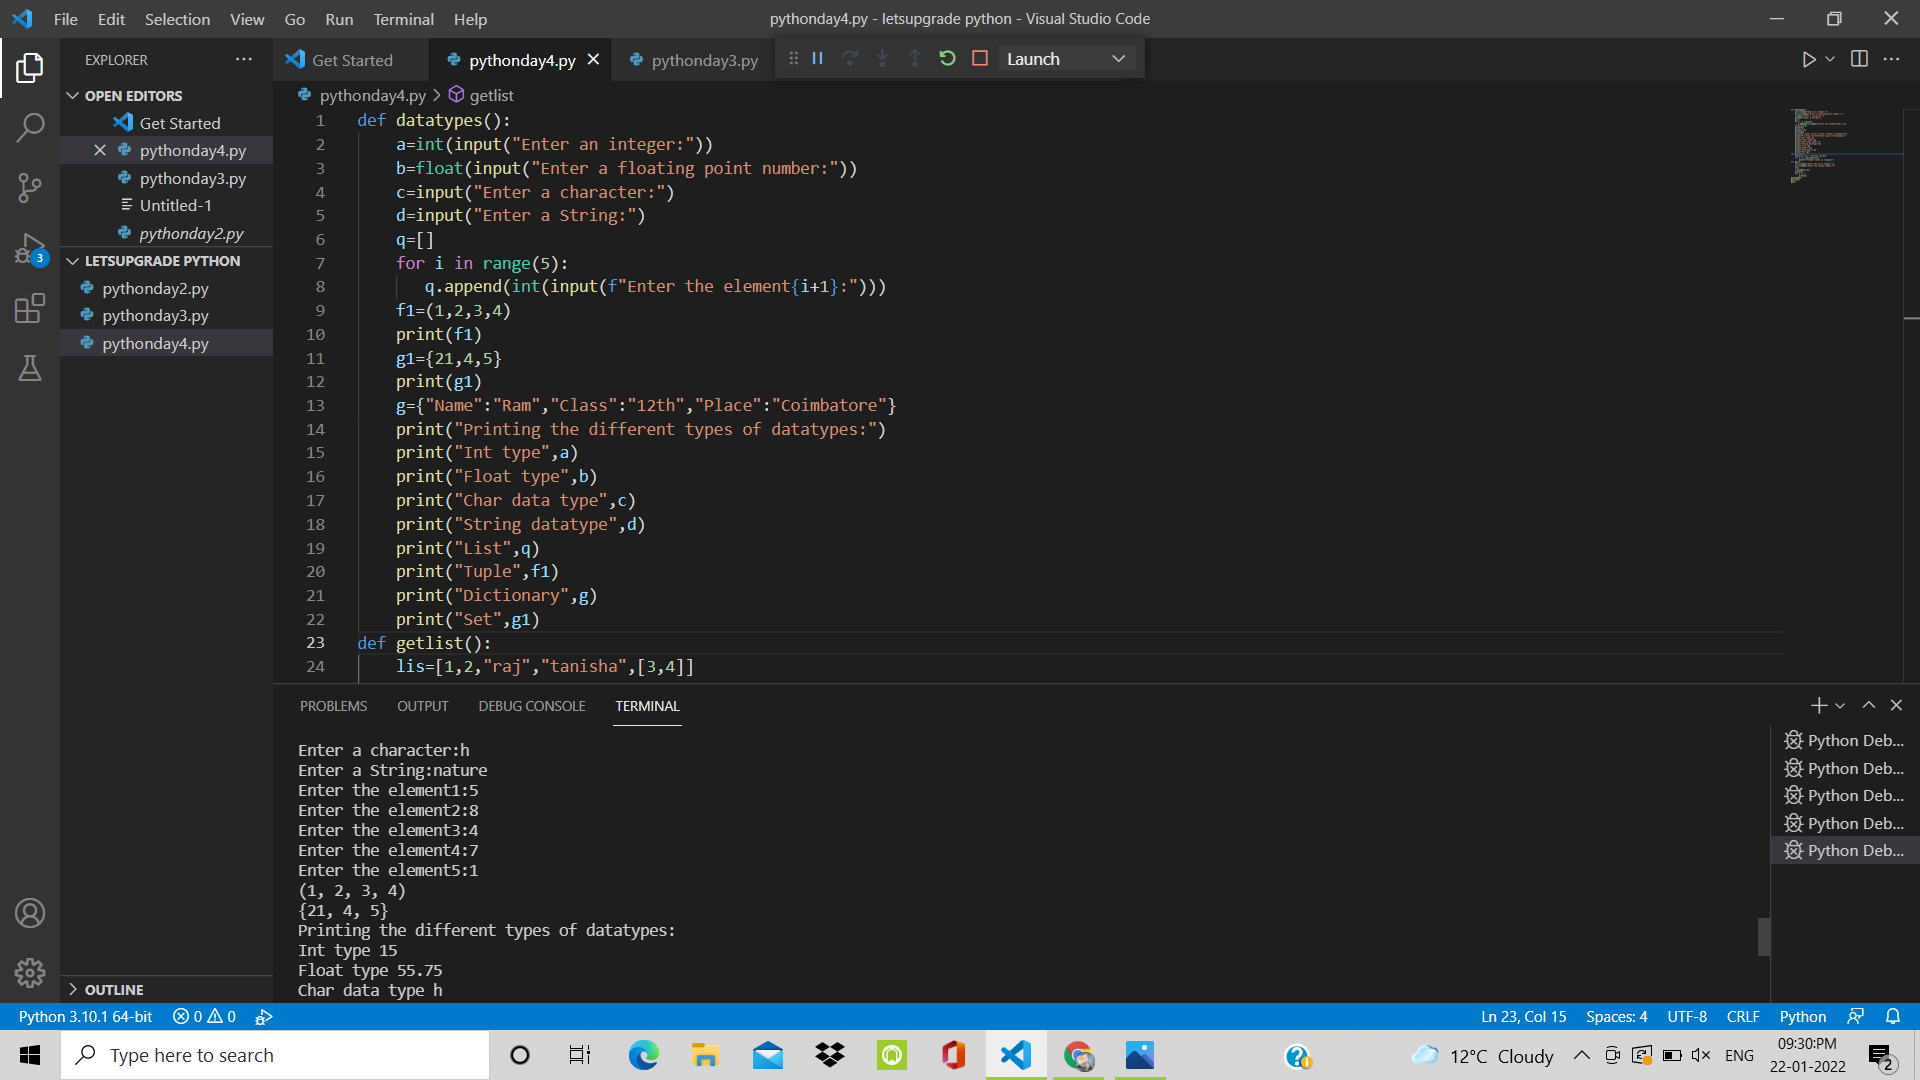 File Edit Selection View Go Run Terminal Help
pythonday4.py - letsupgrade python - Visual Studio Code
EXPLORER
Get Started
pythonday4.py
pythonday3.py
Launch
OPEN EDITORS
Get Started
pythonday4.py
pythonday3.py
Untitled-1
pythonday2.py
LETSUPGRADE PYTHON
pythonday2.py
pythonday3.py
pythonday4.py
OUTLINE
3
pythonday4.py > getlist
1 def datatypes():
2 a=int(input("Enter an integer:"))
3 b=float(input("Enter a floating point number:"))
4 c=input("Enter a character:")
5 d=input("Enter a String:")
6 q=[]
7 for i in range(5):
8 q.append(int(input(f"Enter the element{i+1}:")))
9 f1=(1,2,3,4)
10 print(f1)
11 g1={21,4,5}
12 print(g1)
13 g={"Name":"Ram","Class":"12th","Place":"Coimbatore"}
14 print("Printing the different types of datatypes:")
15 print("Int type",a)
16 print("Float type",b)
17 print("Char data type",c)
18 print("String datatype",d)
19 print("List",q)
20 print("Tuple",f1)
21 print("Dictionary",g)
22 print("Set",g1)
23 def getlist():
24 lis=[1,2,"raj","tanisha",[3,4]]
PROBLEMS OUTPUT DEBUG CONSOLE TERMINAL
Enter a character:h
Enter a String:nature
Enter the element1:5
Enter the element2:8
Enter the element3:4
Enter the element4:7
Enter the element5:1
(1, 2, 3, 4)
{21, 4, 5}
Printing the different types of datatypes:
Int type 15
Float type 55.75
Char data type h
Python Deb...
Python Deb...
Python Deb...
Python Deb...
Python Deb...
Python 3.10.1 64-bit 0 0
Ln 23, Col 15 Spaces: 4 UTF-8 CRLF Python
Type here to search
12°C Cloudy
ENG
09:30:PM
22-01-2022
2